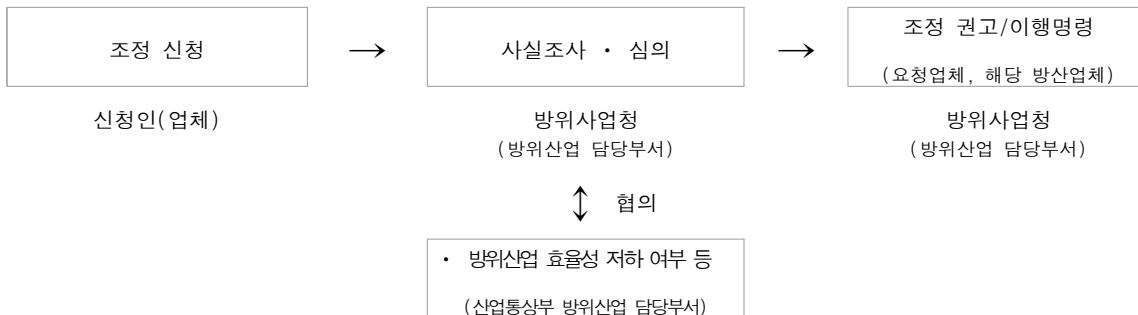 조정 신청
→
사실조사 · 심의
→
조정 권고/이행명령
(요청업체, 해당 방산업체)
신청인(업체)
방위사업청
(방위산업 담당부서)
방위사업청
(방위산업 담당부서)
↕ 협의
· 방위산업 효율성 저하 여부 등
(산업통상부 방위산업 담당부서)